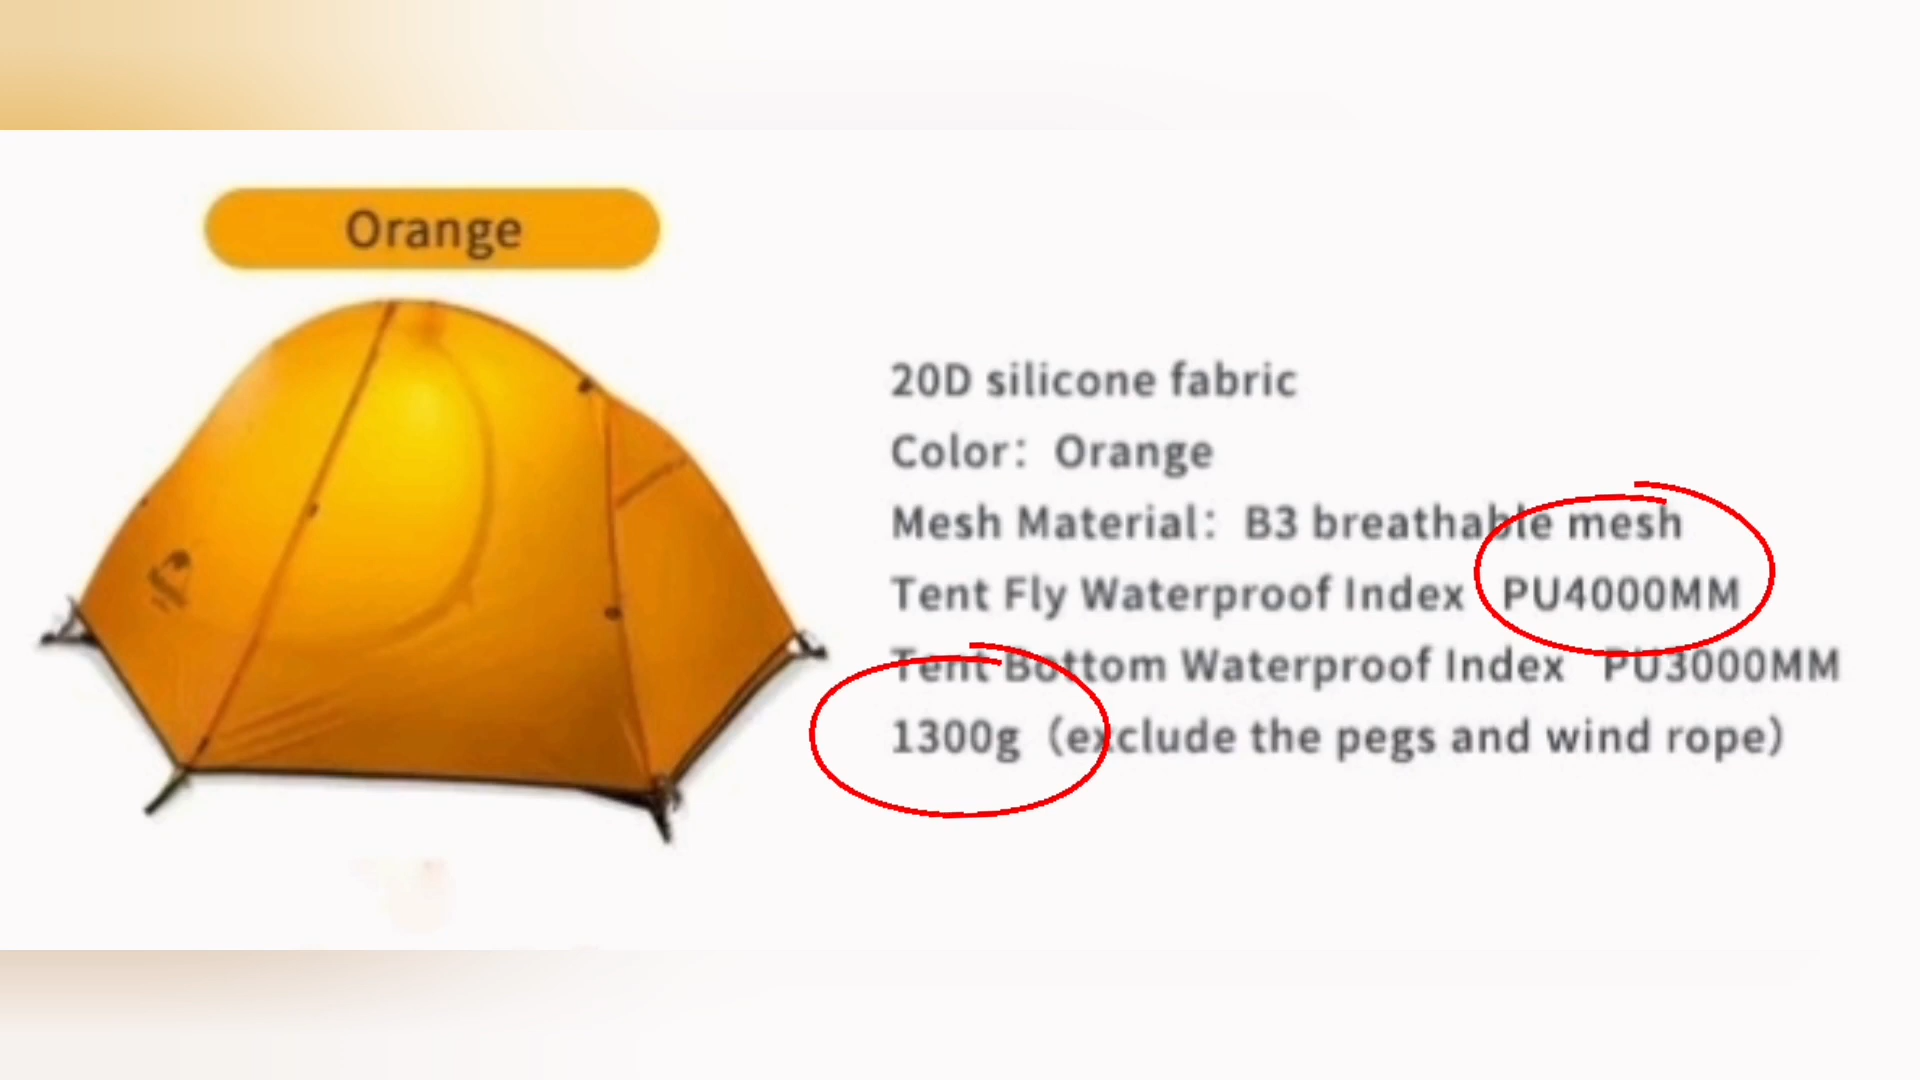 Orange
20D silicone fabric
Color： Orange
Mesh Material： B3 breathable mesh
Tent Fly Waterproof Index PU4000MM
Tent Bottom Waterproof Index PU3000MM
1300g（exclude the pegs and wind rope）